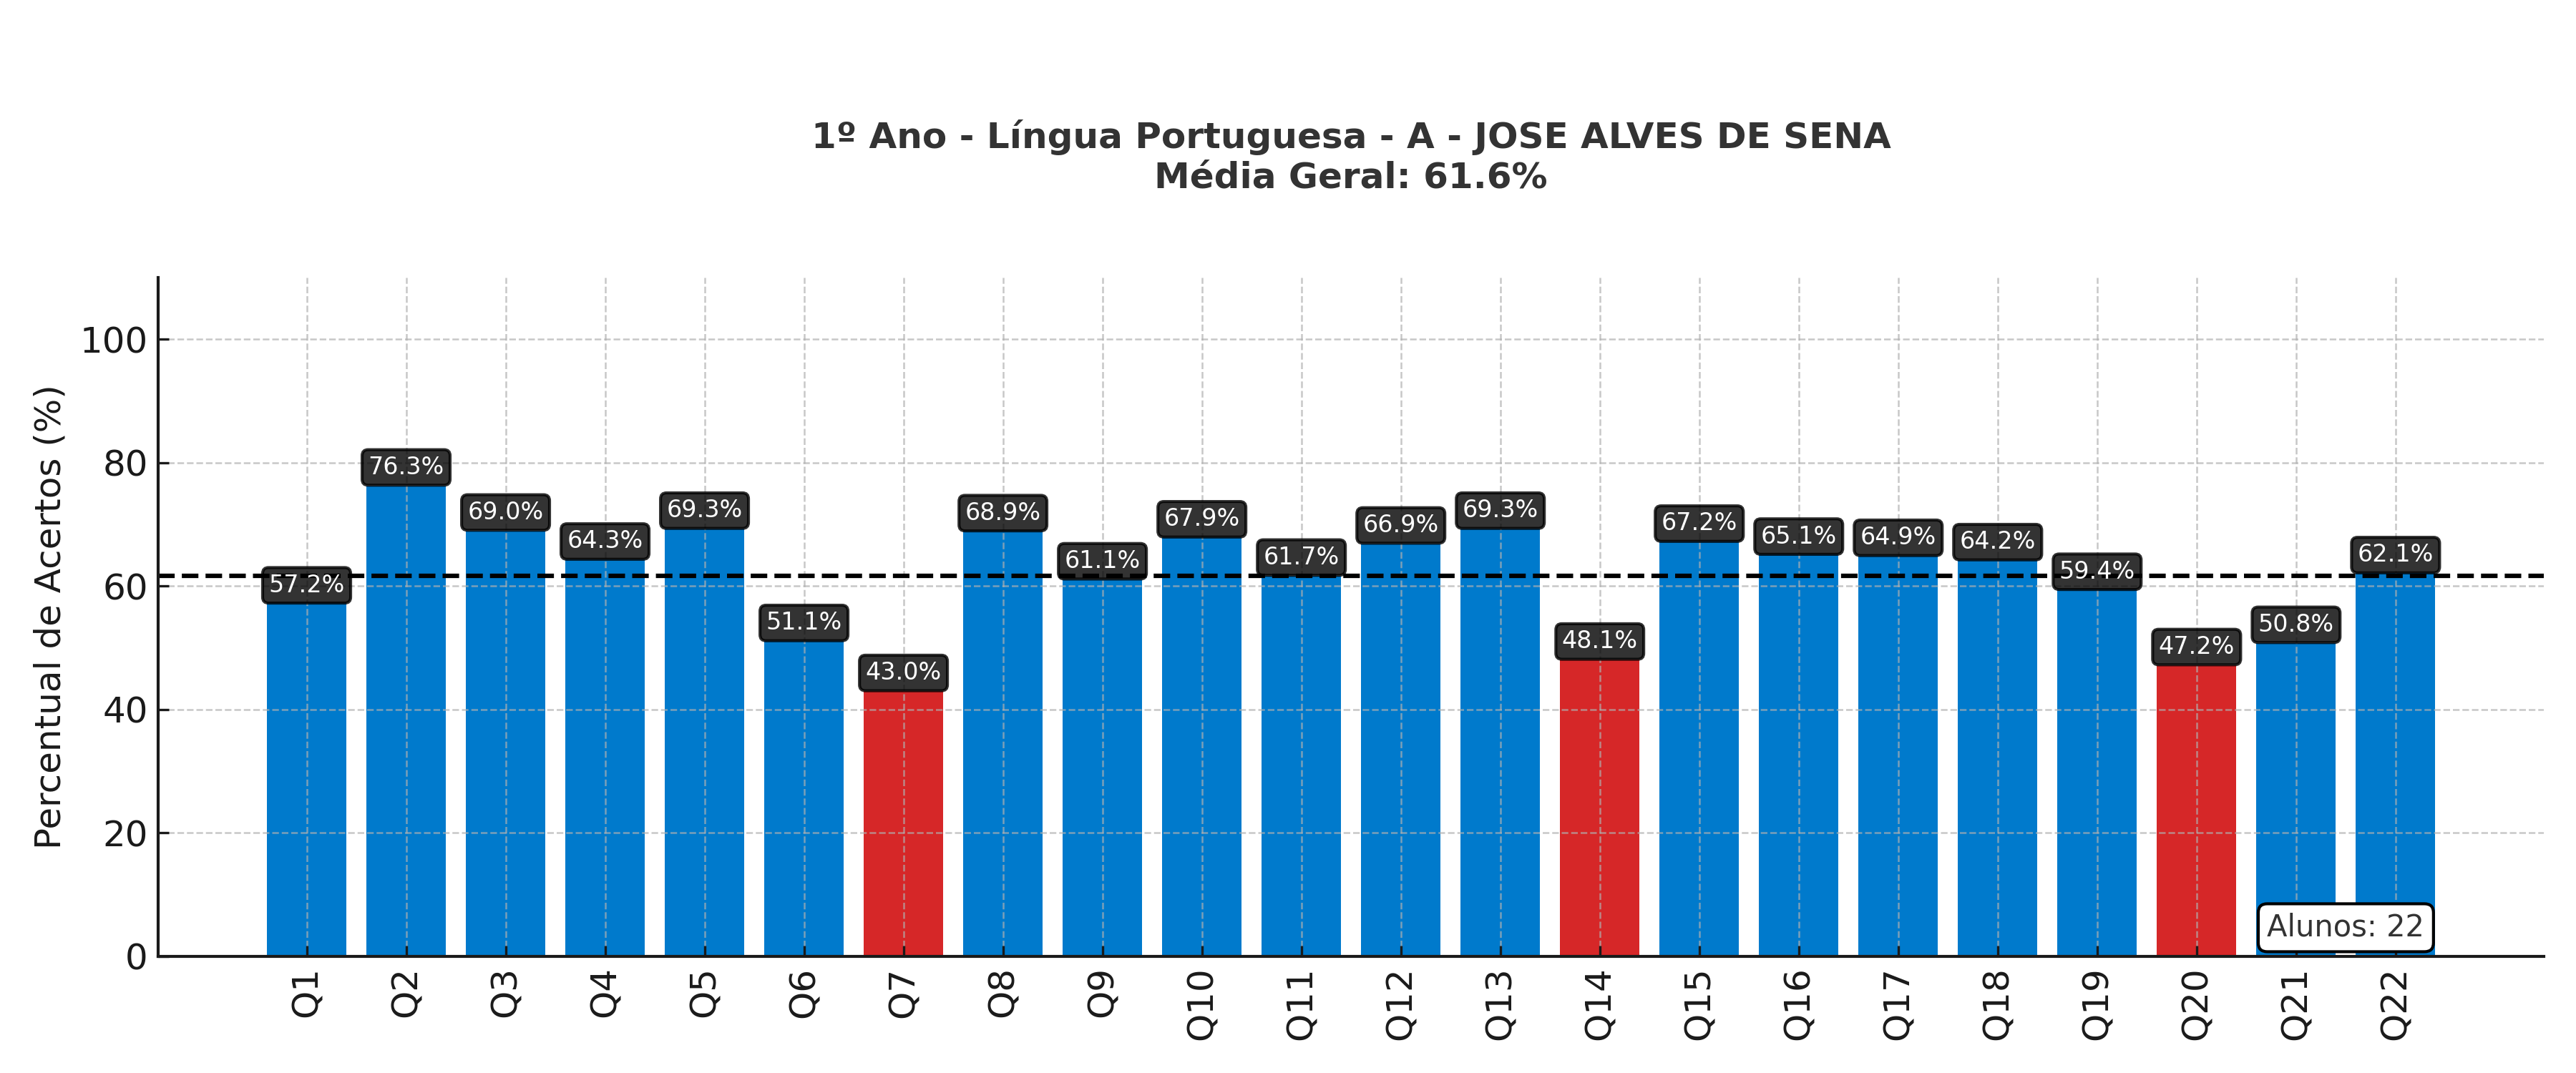 1º Ano - Língua Portuguesa - A - JOSE ALVES DE SENA
Média Geral: 61.6%
Percentual de Acertos (%)
100
80
60
40
20
0
57.2%
76.3%
69.0%
64.3%
69.3%
51.1%
43.0%
68.9%
61.1%
67.9%
61.7%
66.9%
69.3%
48.1%
67.2%
65.1%
64.9%
64.2%
59.4%
47.2%
50.8%
62.1%
Alunos: 22
Q1
Q2
Q3
Q4
Q5
Q6
Q7
Q8
Q9
Q10
Q11
Q12
Q13
Q14
Q15
Q16
Q17
Q18
Q19
Q20
Q21
Q22